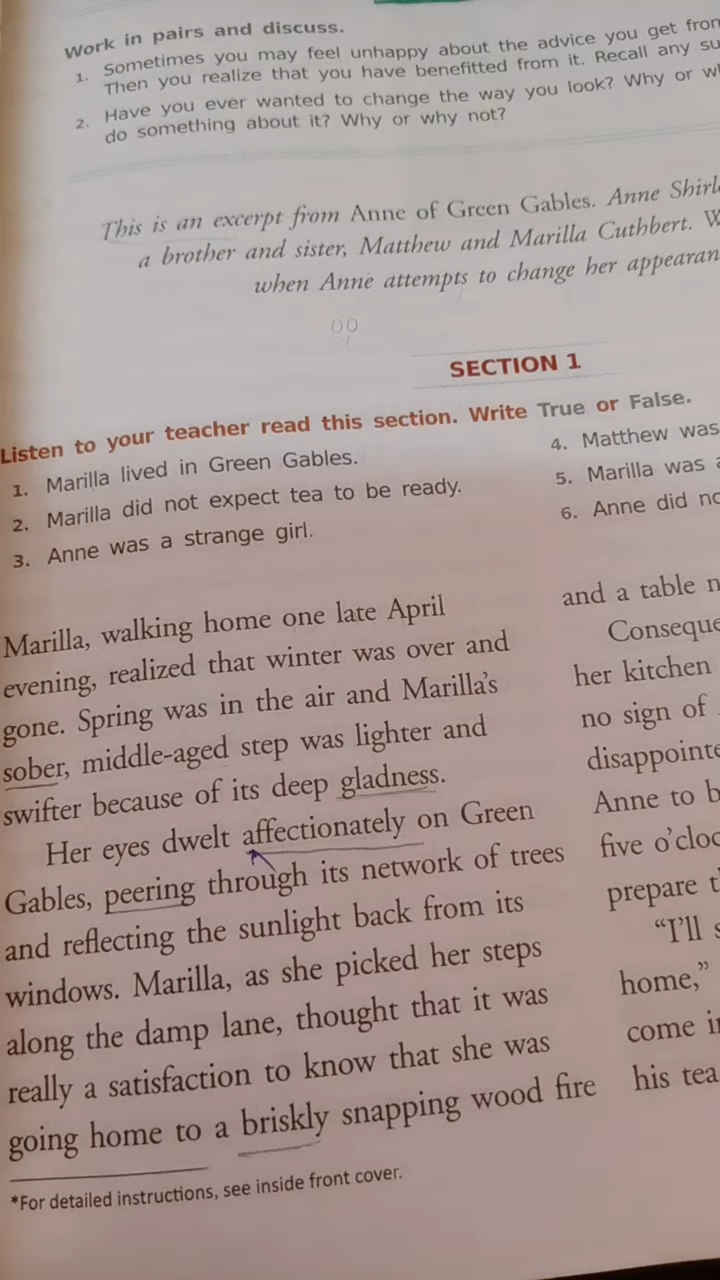 Work in pairs and discuss.
1. Sometimes you may feel unhappy about the advice you get
Then you realize that you have benefitted from it. Recall any
2. Have you ever wanted to change the way you look? Why or
do something about it? Why or why not?
This is an excerpt from Anne of Green Gables. Anne
a brother and sister, Matthew and Marilla Cuthbert.
when Anne attempts to change her
SECTION 1
Listen to your teacher read this section. Write True or False.
1. Marilla lived in Green Gables.
2. Marilla did not expect tea to be ready.
3. Anne was a strange girl.
4. Matthew was
5. Marilla was
6. Anne did
Marilla, walking home one late April
evening, realized that winter was over and
gone. Spring was in the air and Marilla's
sober, middle-aged step was lighter and
swifter because of its deep gladness.
Her eyes dwelt affectionately on Green
Gables, peering through its network of trees
and reflecting the sunlight back from its
windows. Marilla, as she picked her steps
along the damp lane, thought that it was
really a satisfaction to know that she was
going home to a briskly snapping wood fire
and a table
her kitchen
no sign of
Anne to
five
prepare
“I'll
home,”
come
his tea
*For detailed instructions, see inside front cover.